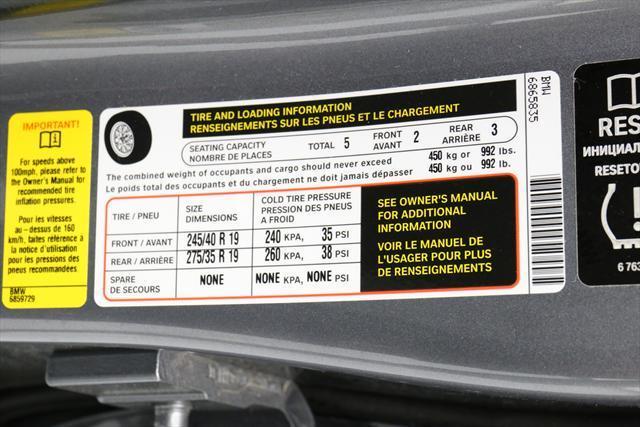 IMPORTANT!
For speeds above
100mph, please refer to
the Owner's Manual for
recommended tire
inflation pressures.
Pour les vitesses
au – dessus de 160
km/h, faites référence à
la notice d'utilisation
pour les pressions de
pneus recommandées.
BMW
6859729
TIRE AND LOADING INFORMATION
RENSEIGNEMENTS SUR LES PNEUS ET LE CHARGEMENT
SEATING CAPACITY
NOMBRE DE PLACES
TOTAL 5
FRONT
AVANT 2
REAR
ARRIÈRE 3
The combined weight of occupants and cargo should never exceed 450 kg or 992 lbs.
Le poids total des occupants et du chargement ne doit jamais dépasser 450 kg ou 992 lb.
TIRE / PNEU
SIZE
DIMENSIONS
COLD TIRE PRESSURE
PRESSION DES PNEUS
A FROID
FRONT / AVANT 245/40 R 19 240 KPA, 35 PSI
REAR / ARRIÈRE 275/35 R 19 260 KPA, 38 PSI
SPARE
DE SECOURS
NONE NONE KPA, NONE PSI
SEE OWNER'S MANUAL
FOR ADDITIONAL
INFORMATION
VOIR LE MANUEL DE
L'USAGER POUR PLUS
DE RENSEIGNEMENTS
BMW
6865835
RES
ИНИЦИАЛ
RESETO
6 763